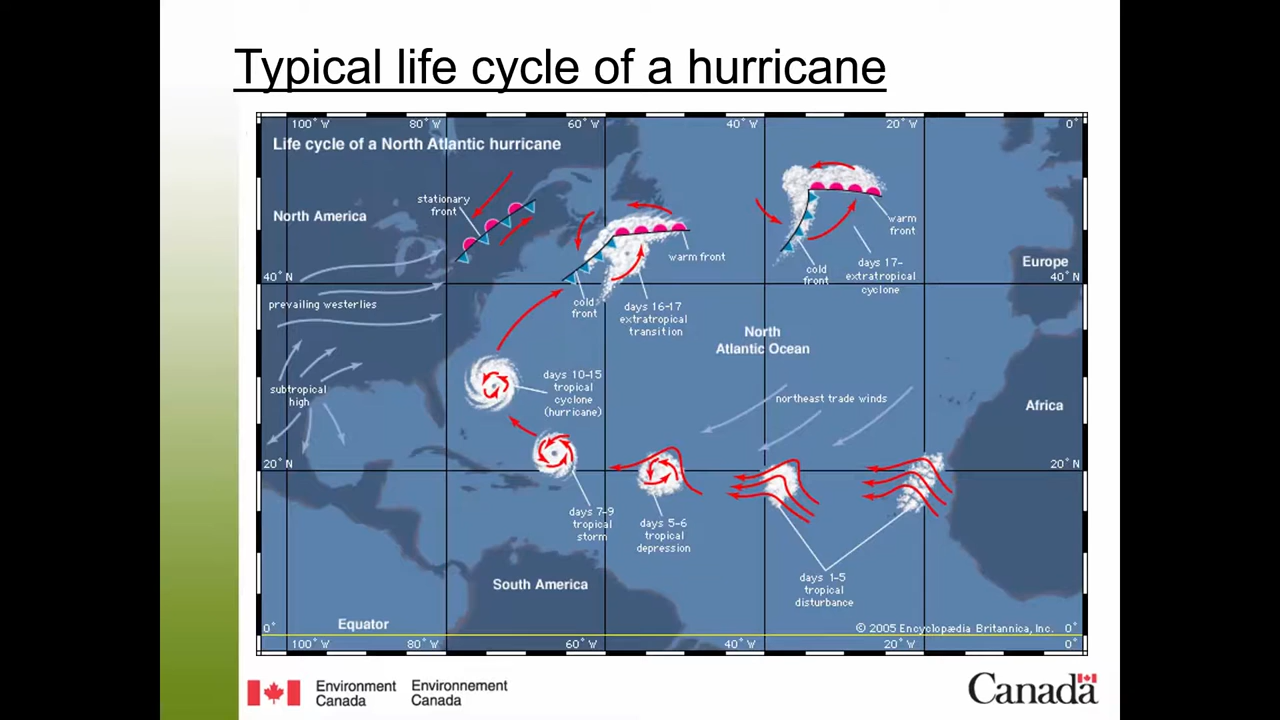 Typical life cycle of a hurricane
100° W
80° W
60° W
40° W
20° W
0°
Life cycle of a North Atlantic hurricane
stationary
front
North America
warm
front
warm front
cold
front
days 17-
extratropical
cyclone
Europe
40° N
40° N
prevailing westerlies
cold
front
days 16-17
extratropical
transition
North
Atlantic Ocean
subtropical
high
days 10-15
tropical
cyclone
(hurricane)
northeast trade winds
Africa
20° N
20° N
days 7-9
tropical
storm
days 5-6
tropical
depression
days 1-5
tropical
disturbance
South America
Equator
© 2005 Encyclopædia Britannica, Inc.
0°
0°
100° W
80° W
60° W
40° W
20° W
0°
Environment
Canada
Environnement
Canada
Canada